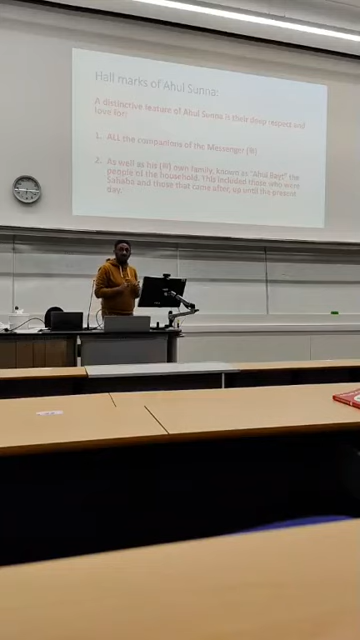 Hall marks of Ahul Sunna:
A distinctive feature of Ahul Sunna is their deep respect and
love for:
1. ALL the companions of the Messenger (ﷺ)
2. As well as his (ﷺ) own family, known as "Ahul Bayt" the
people of the household. This included those who were
Sahaba and those that came after, up until the present
day.